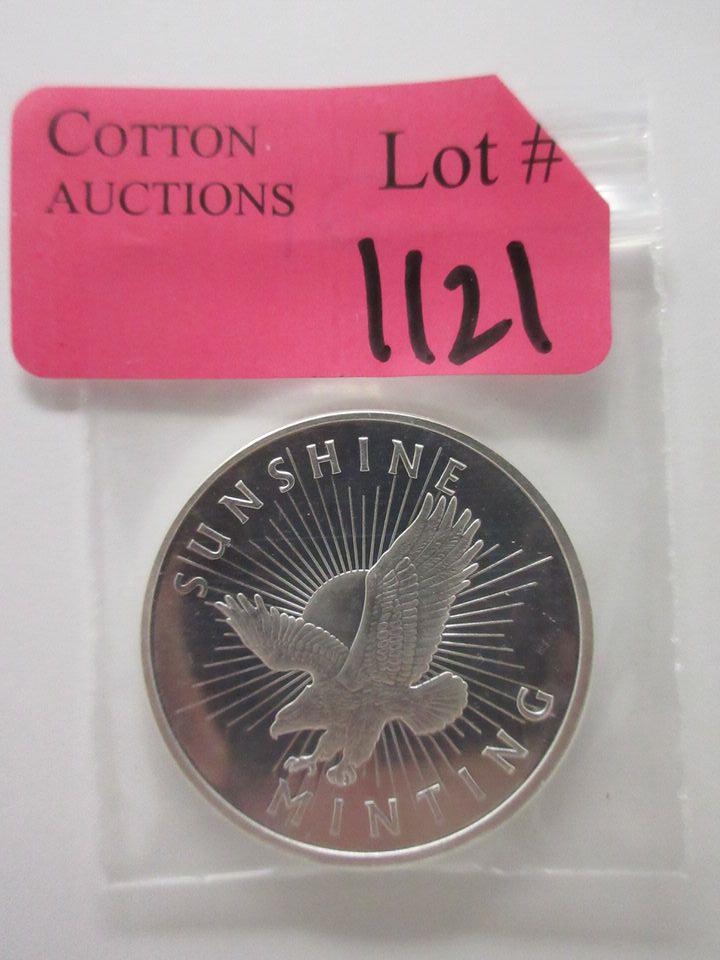 COTTON
AUCTIONS
Lot #
1121
SUNSHINE
MINTING